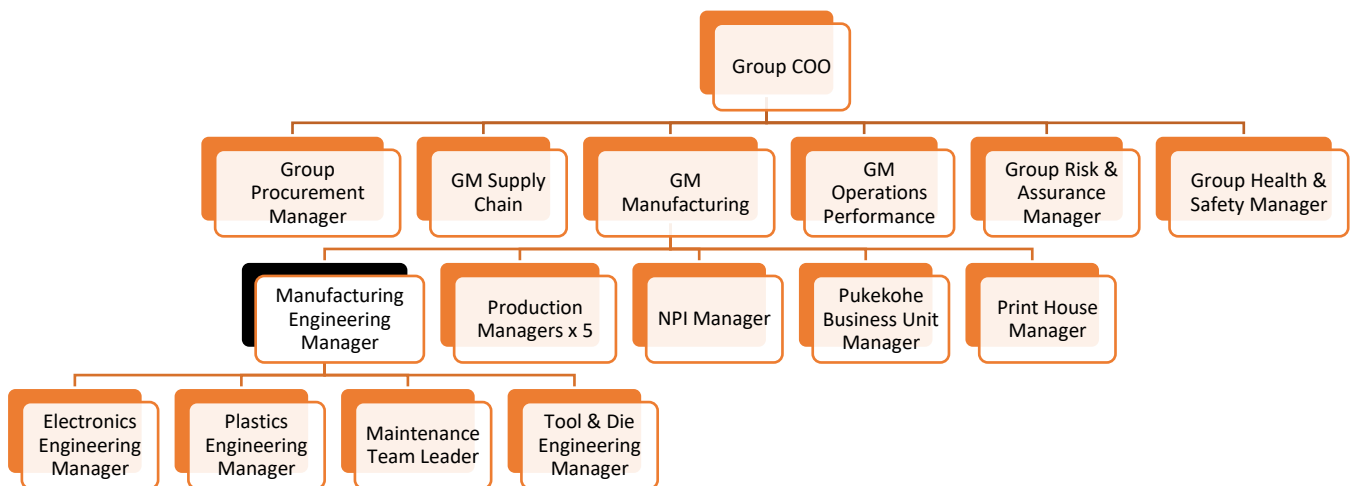 Group COO
Group
Procurement
Manager
GM Supply
Chain
GM
Manufacturing
GM
Operations
Performance
Group Risk &
Assurance
Manager
Group Health &
Safety Manager
Manufacturing
Engineering
Manager
Production
Managers x 5
NPI Manager
Pukekohe
Business Unit
Manager
Print House
Manager
Electronics
Engineering
Manager
Plastics
Engineering
Manager
Maintenance
Team Leader
Tool & Die
Engineering
Manager